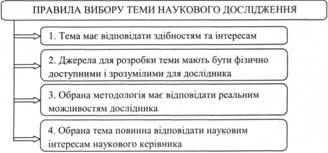 ПРАВИЛА ВИБОРУ ТЕМИ НАУКОВОГО ДОСЛІДЖЕННЯ
1. Тема має відповідати здібностям та інтересам
2. Джерела для розробки теми мають бути фізично
доступними і зрозумілими для дослідника
3. Обрана методологія має відповідати реальним
можливостям дослідника
4. Обрана тема повинна відповідати науковим
інтересам наукового керівника